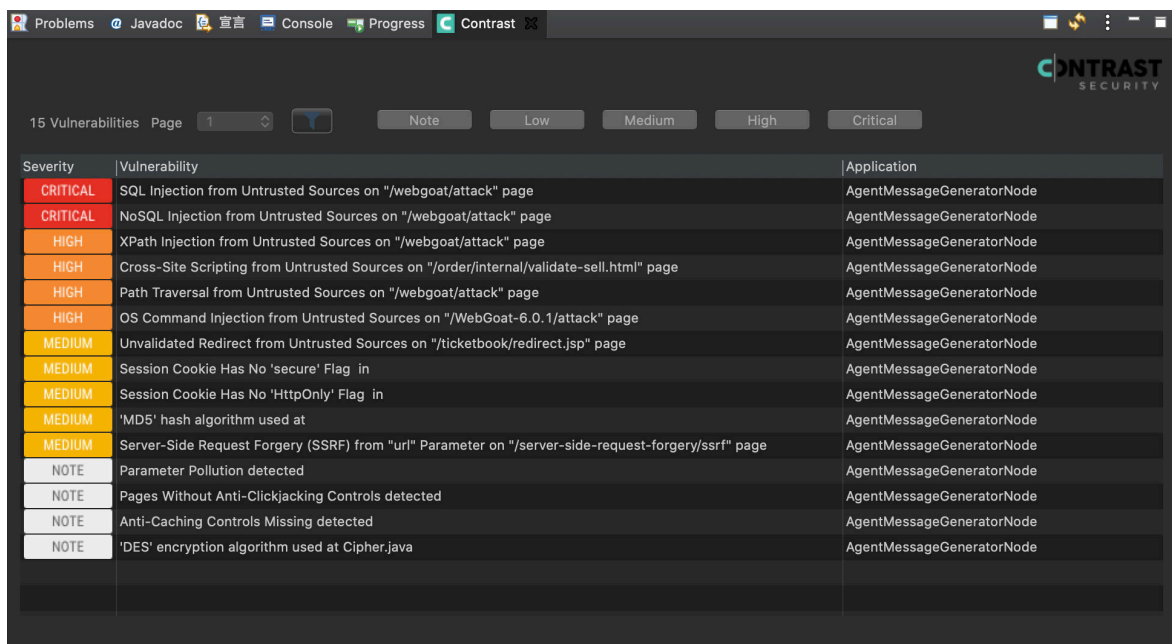 Problems @ Javadoc 宣言 Console Progress Contrast
CONTRAST
SECURITY
15 Vulnerabilities Page 1 Note Low Medium High Critical
Severity Vulnerability Application
CRITICAL SQL Injection from Untrusted Sources on "/webgoat/attack" page AgentMessageGeneratorNode
CRITICAL NoSQL Injection from Untrusted Sources on "/webgoat/attack" page AgentMessageGeneratorNode
HIGH XPath Injection from Untrusted Sources on "/webgoat/attack" page AgentMessageGeneratorNode
HIGH Cross-Site Scripting from Untrusted Sources on "/order/internal/validate-sell.html" page AgentMessageGeneratorNode
HIGH Path Traversal from Untrusted Sources on "/webgoat/attack" page AgentMessageGeneratorNode
HIGH OS Command Injection from Untrusted Sources on "/WebGoat-6.0.1/attack" page AgentMessageGeneratorNode
MEDIUM Unvalidated Redirect from Untrusted Sources on "/ticketbook/redirect.jsp" page AgentMessageGeneratorNode
MEDIUM Session Cookie Has No 'secure' Flag in AgentMessageGeneratorNode
MEDIUM Session Cookie Has No 'HttpOnly' Flag in AgentMessageGeneratorNode
MEDIUM 'MD5' hash algorithm used at AgentMessageGeneratorNode
MEDIUM Server-Side Request Forgery (SSRF) from "url" Parameter on "/server-side-request-forgery/ssrf" page AgentMessageGeneratorNode
NOTE Parameter Pollution detected AgentMessageGeneratorNode
NOTE Pages Without Anti-Clickjacking Controls detected AgentMessageGeneratorNode
NOTE Anti-Caching Controls Missing detected AgentMessageGeneratorNode
NOTE 'DES' encryption algorithm used at Cipher.java AgentMessageGeneratorNode